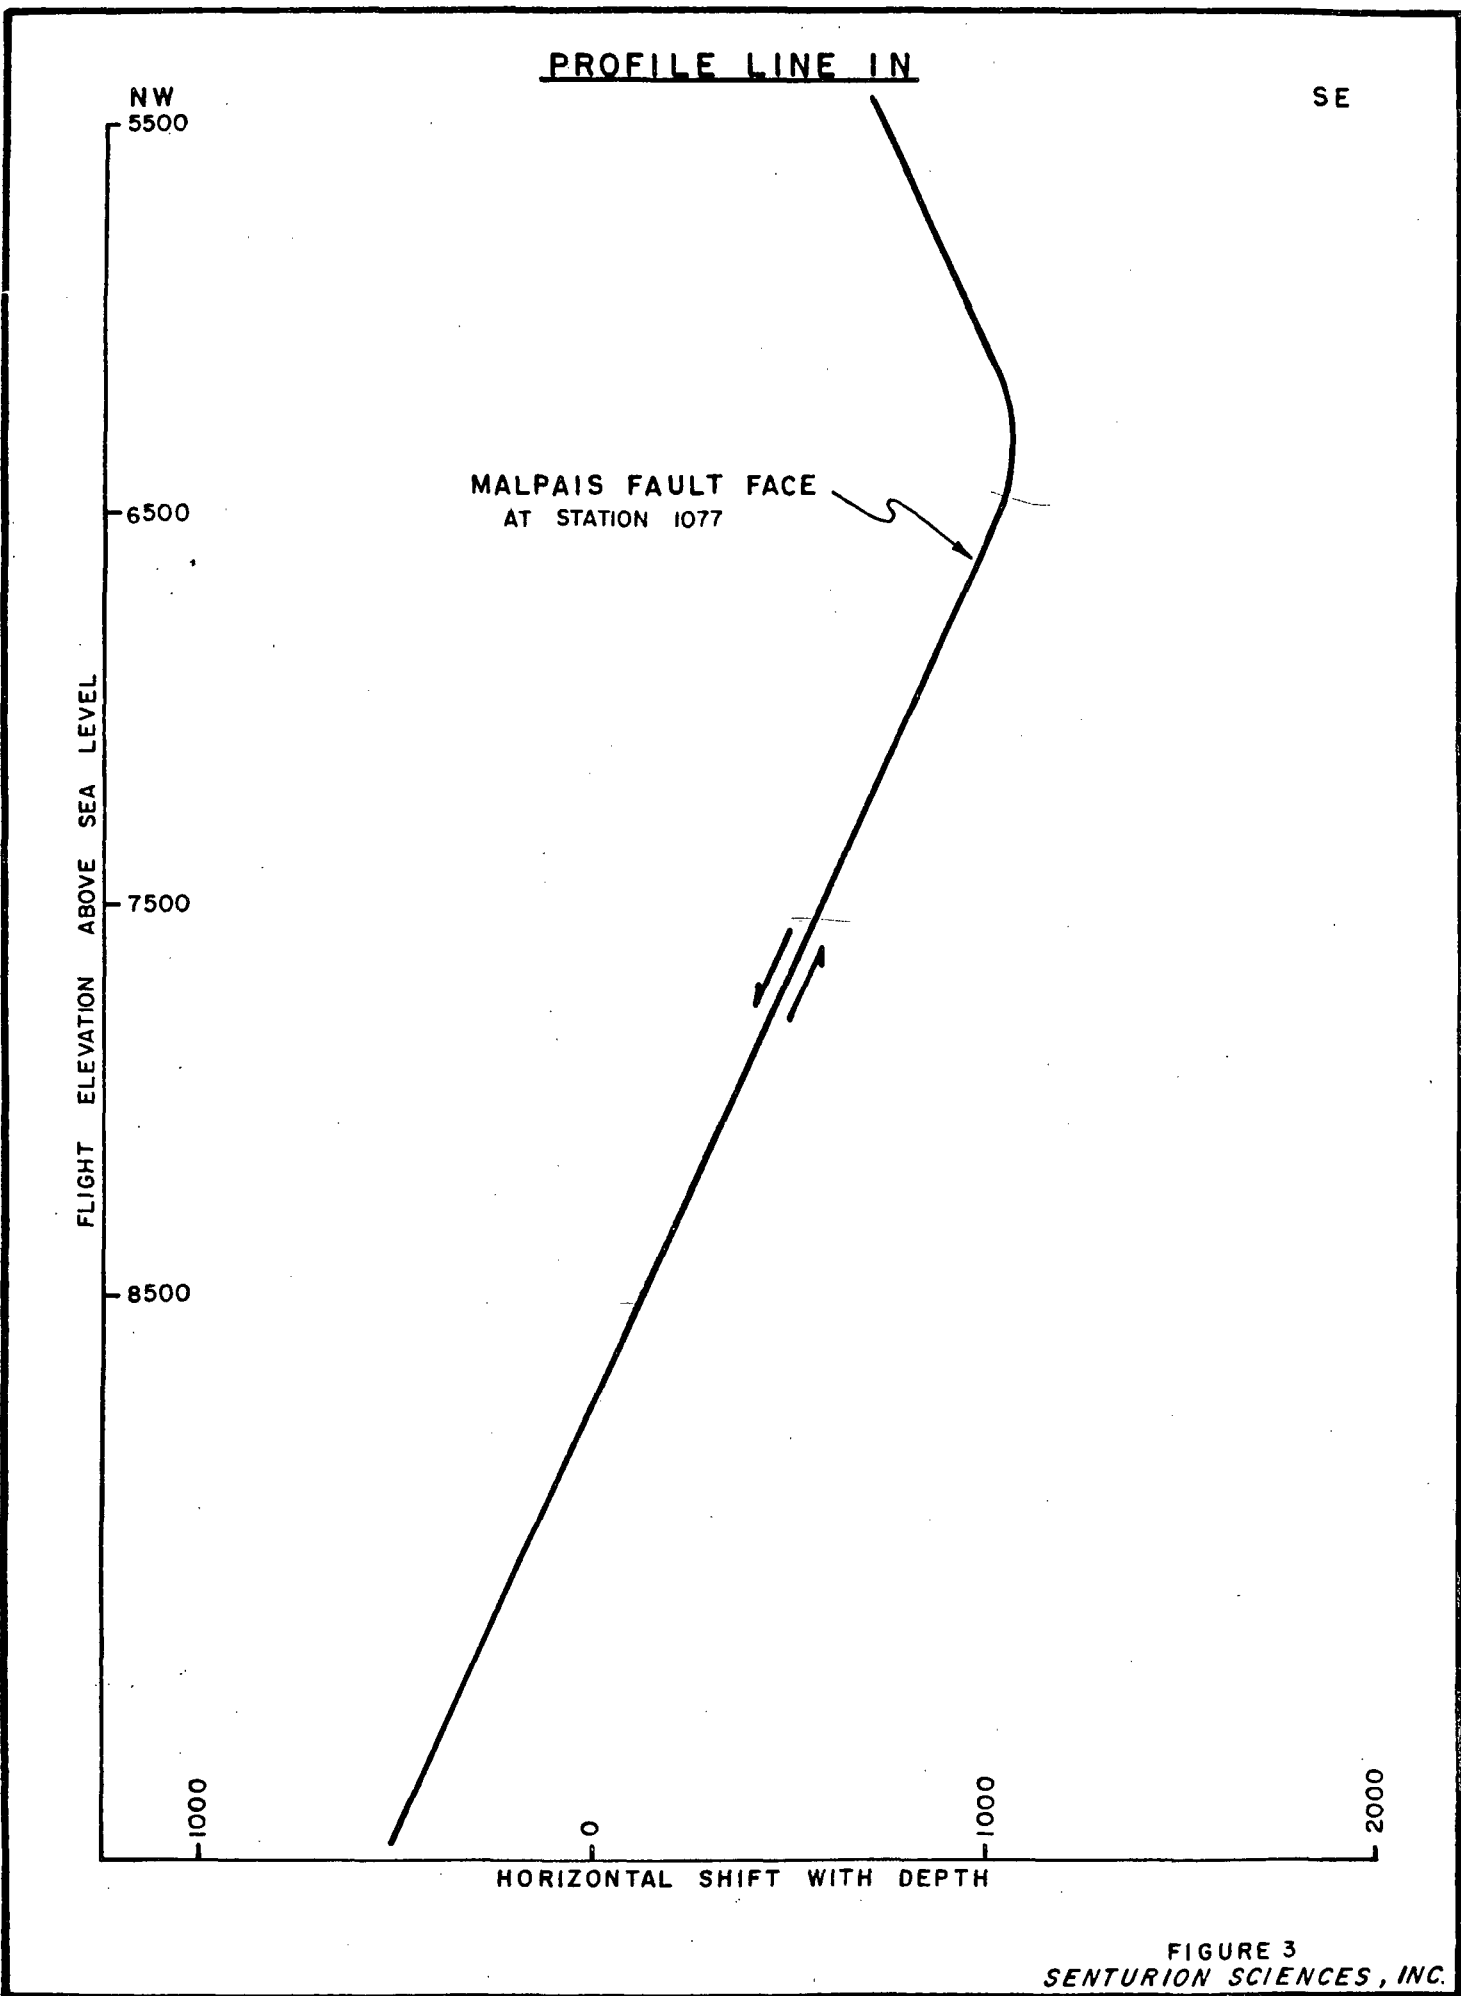 PROFILE LINE IN
NW
SE
5500
MALPAIS FAULT FACE
AT STATION 1077
6500
FLIGHT ELEVATION ABOVE SEA LEVEL
7500
8500
1000
0
1000
2000
HORIZONTAL SHIFT WITH DEPTH
FIGURE 3
SENTURION SCIENCES, INC.